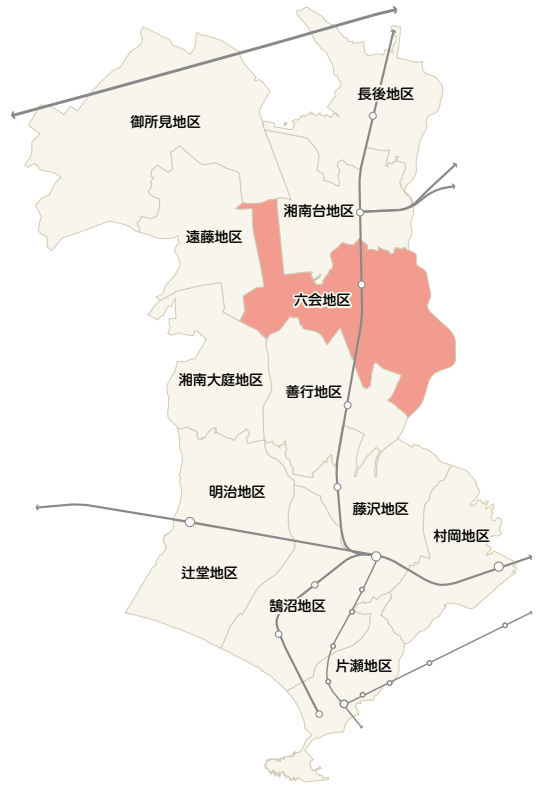 長後地区
御所見地区
湘南台地区
遠藤地区
六会地区
湘南大庭地区
善行地区
明治地区
藤沢地区
村岡地区
辻堂地区
鵠沼地区
片瀬地区